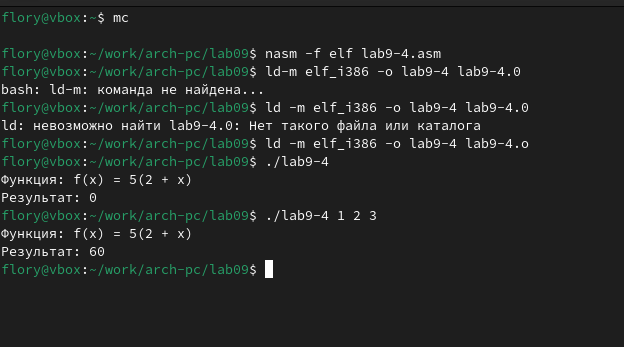 flory@vbox:~$ mc
flory@vbox:~/work/arch-pc/lab09$ nasm -f elf lab9-4.asm
flory@vbox:~/work/arch-pc/lab09$ ld-m elf_i386 -o lab9-4 lab9-4.0
bash: ld-m: команда не найдена...
flory@vbox:~/work/arch-pc/lab09$ ld -m elf_i386 -o lab9-4 lab9-4.0
ld: невозможно найти lab9-4.0: Нет такого файла или каталога
flory@vbox:~/work/arch-pc/lab09$ ld -m elf_i386 -o lab9-4 lab9-4.o
flory@vbox:~/work/arch-pc/lab09$ ./lab9-4
Функция: f(x) = 5(2 + x)
Результат: 0
flory@vbox:~/work/arch-pc/lab09$ ./lab9-4 1 2 3
Функция: f(x) = 5(2 + x)
Результат: 60
flory@vbox:~/work/arch-pc/lab09$